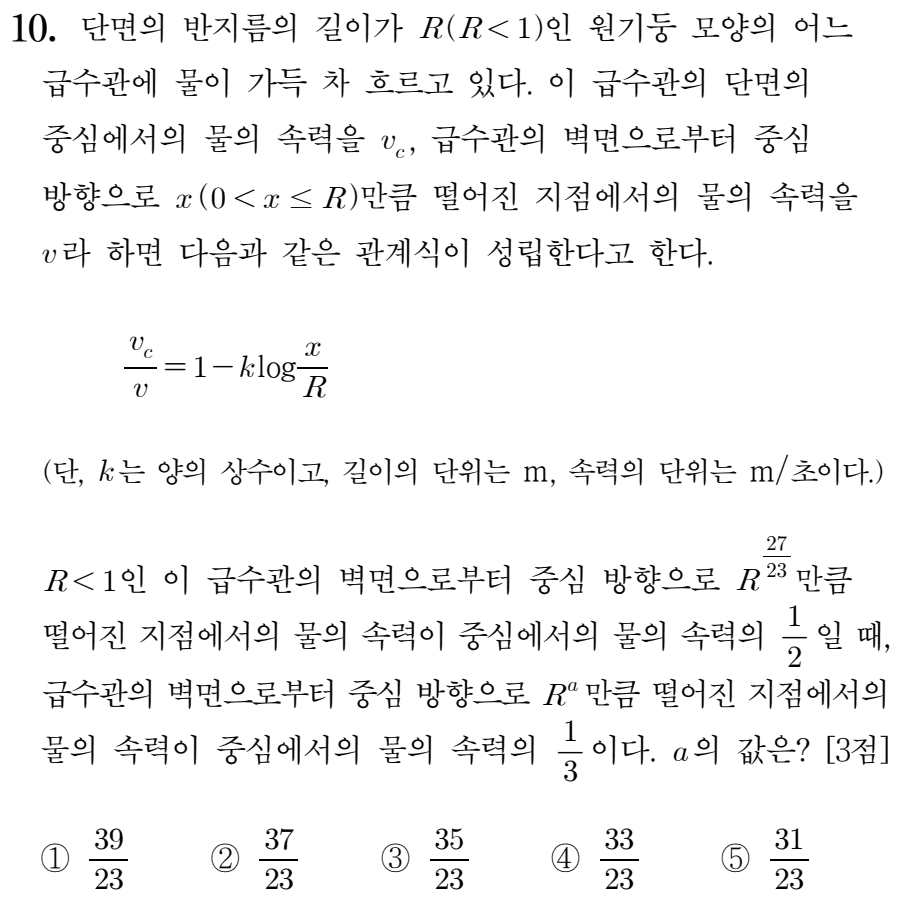 10. 단면의 반지름의 길이가 R(R<1)인 원기둥 모양의 어느
급수관에 물이 가득 차 흐르고 있다. 이 급수관의 단면의
중심에서의 물의 속력을 v_c, 급수관의 벽면으로부터 중심
방향으로 x(0<x≤R)만큼 떨어진 지점에서의 물의 속력을
v라 하면 다음과 같은 관계식이 성립한다고 한다.
\frac{v_c}{v}=1-k\log\frac{x}{R}
(단, k는 양의 상수이고, 길이의 단위는 m, 속력의 단위는 m/초이다.)
R<1인 이 급수관의 벽면으로부터 중심 방향으로 R^{\frac{27}{23}}만큼
떨어진 지점에서의 물의 속력이 중심에서의 물의 속력의 \frac{1}{2}일 때,
급수관의 벽면으로부터 중심 방향으로 R^a만큼 떨어진 지점에서의
물의 속력이 중심에서의 물의 속력의 \frac{1}{3}이다. a의 값은? [3점]
① \frac{39}{23} ② \frac{37}{23} ③ \frac{35}{23} ④ \frac{33}{23} ⑤ \frac{31}{23}